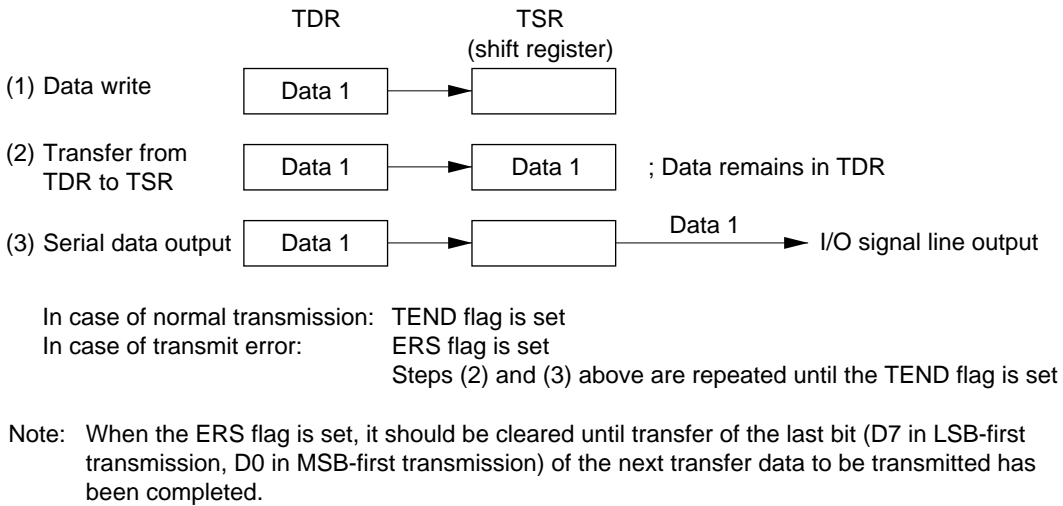 TDR TSR
(shift register)
(1) Data write Data 1
(2) Transfer from
TDR to TSR Data 1 Data 1 ; Data remains in TDR
(3) Serial data output Data 1 Data 1 I/O signal line output
In case of normal transmission: TEND flag is set
In case of transmit error: ERS flag is set
Steps (2) and (3) above are repeated until the TEND flag is set
Note: When the ERS flag is set, it should be cleared until transfer of the last bit (D7 in LSB-first
transmission, D0 in MSB-first transmission) of the next transfer data to be transmitted has
been completed.